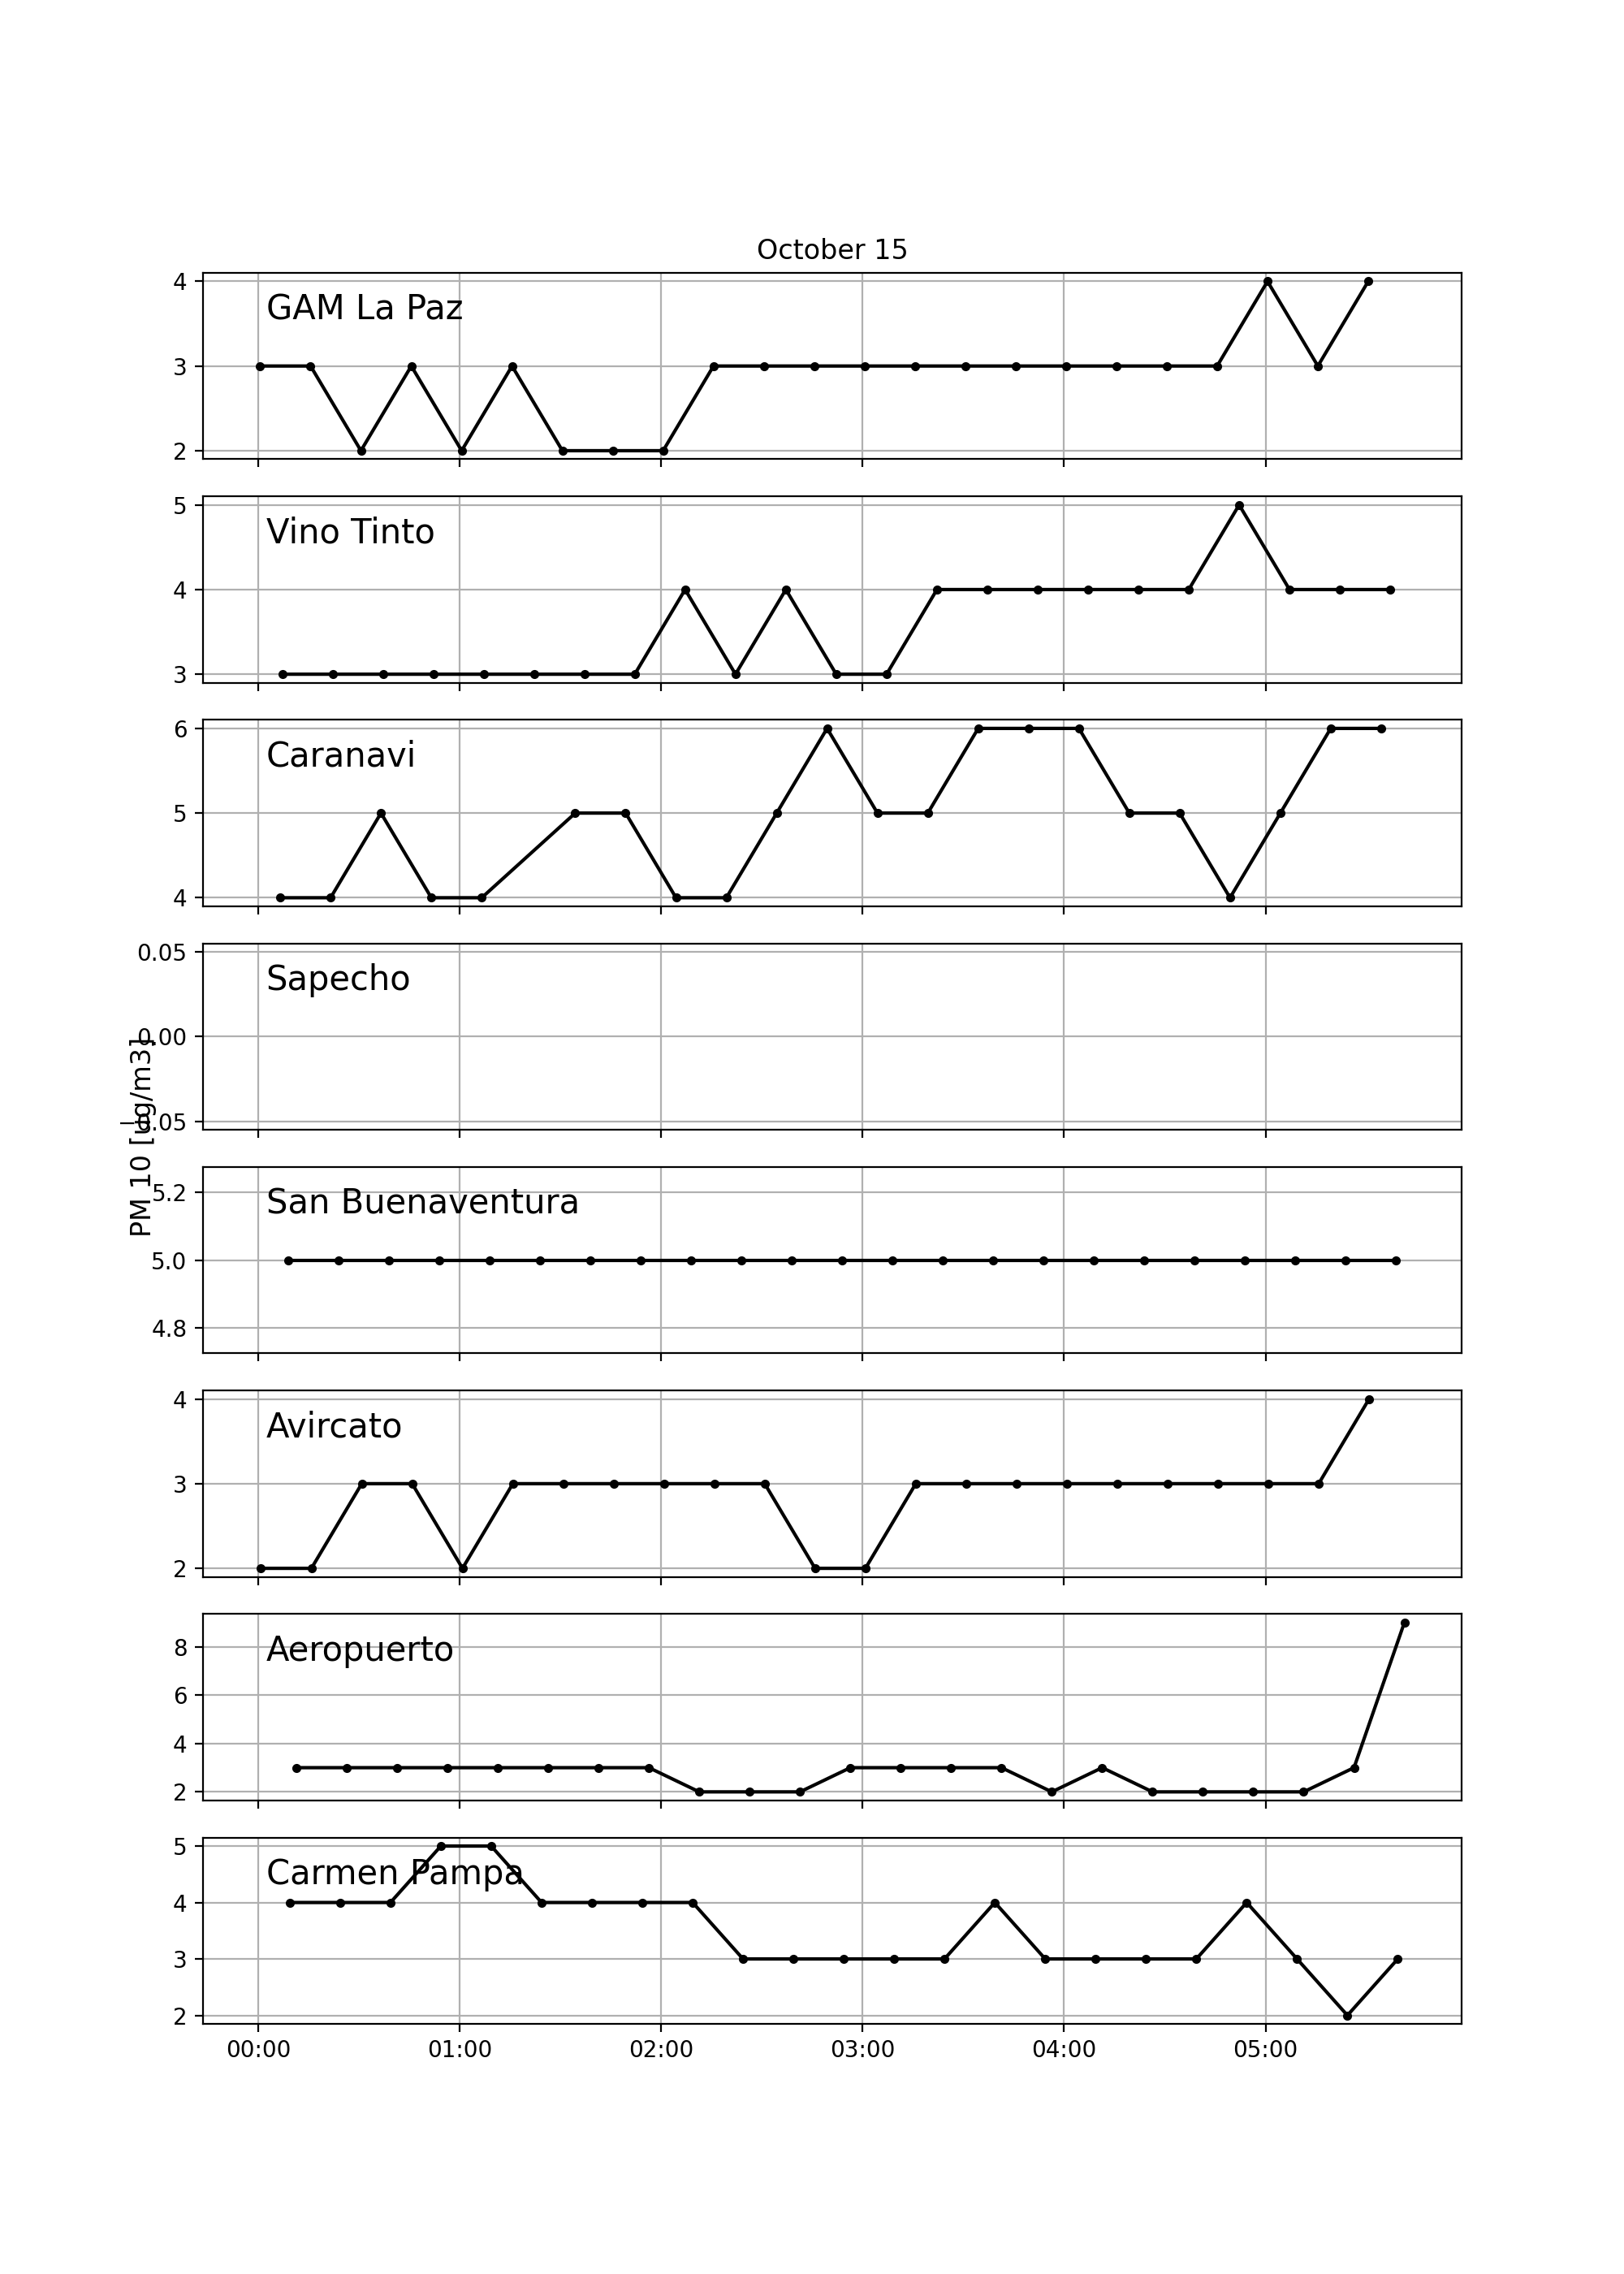 October 15
4
GAM La Paz
3
2
5
Vino Tinto
4
3
6
Caranavi
5
4
0.05
Sapecho
0.00
−0.05
PM 10 [ug/m3]
5.2
San Buenaventura
5.0
4.8
4
Avircato
3
2
8
Aeropuerto
6
4
2
5
Carmen Pampa
4
3
2
00:00 01:00 02:00 03:00 04:00 05:00